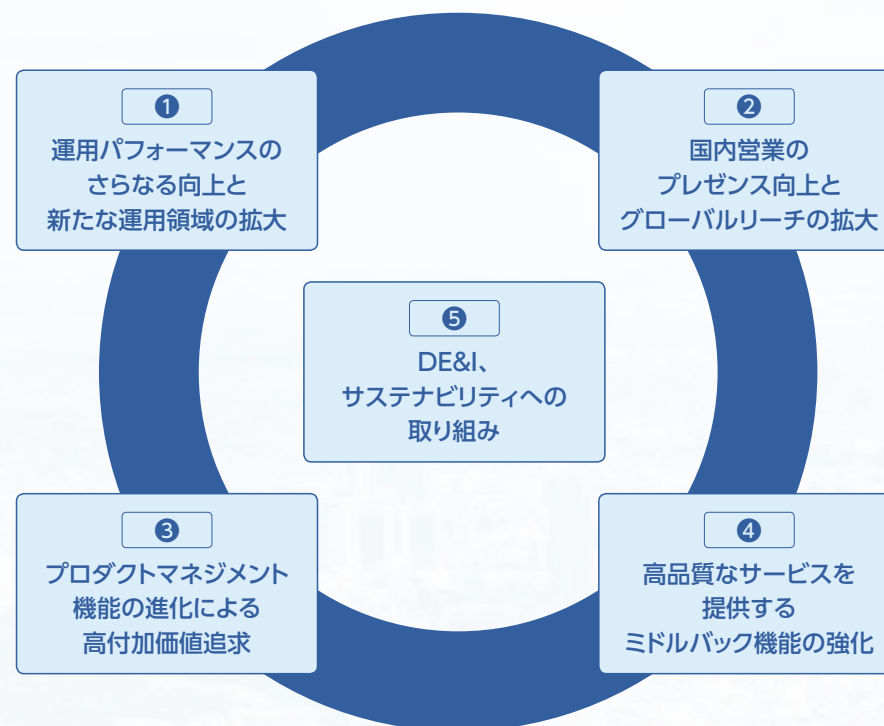 ❶
運用パフォーマンスの
さらなる向上と
新たな運用領域の拡大
❷
国内営業の
プレゼンス向上と
グローバルリーチの拡大
❺
DE&I、
サステナビリティへの
取り組み
❸
プロダクトマネジメント
機能の進化による
高付加価値追求
❹
高品質なサービスを
提供する
ミドルバック機能の強化